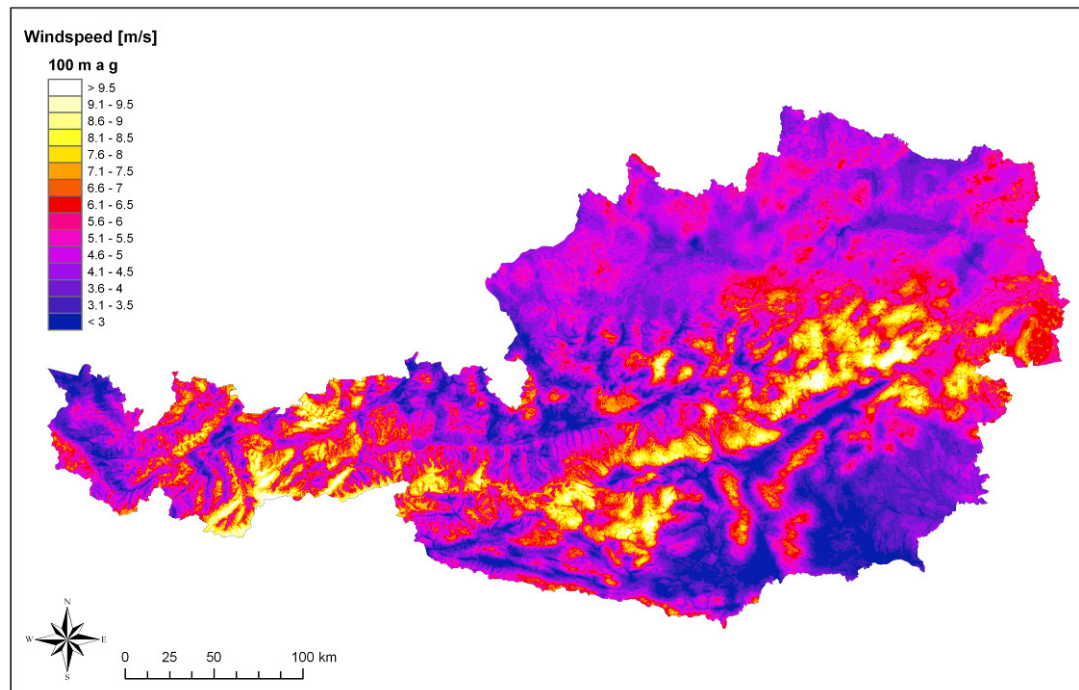 Windspeed [m/s]
100 m a g
> 9.5
9.1 - 9.5
8.6 - 9
8.1 - 8.5
7.6 - 8
7.1 - 7.5
6.6 - 7
6.1 - 6.5
5.6 - 6
5.1 - 5.5
4.6 - 5
4.1 - 4.5
3.6 - 4
3.1 - 3.5
< 3
N
W E
S
0 25 50 100 km